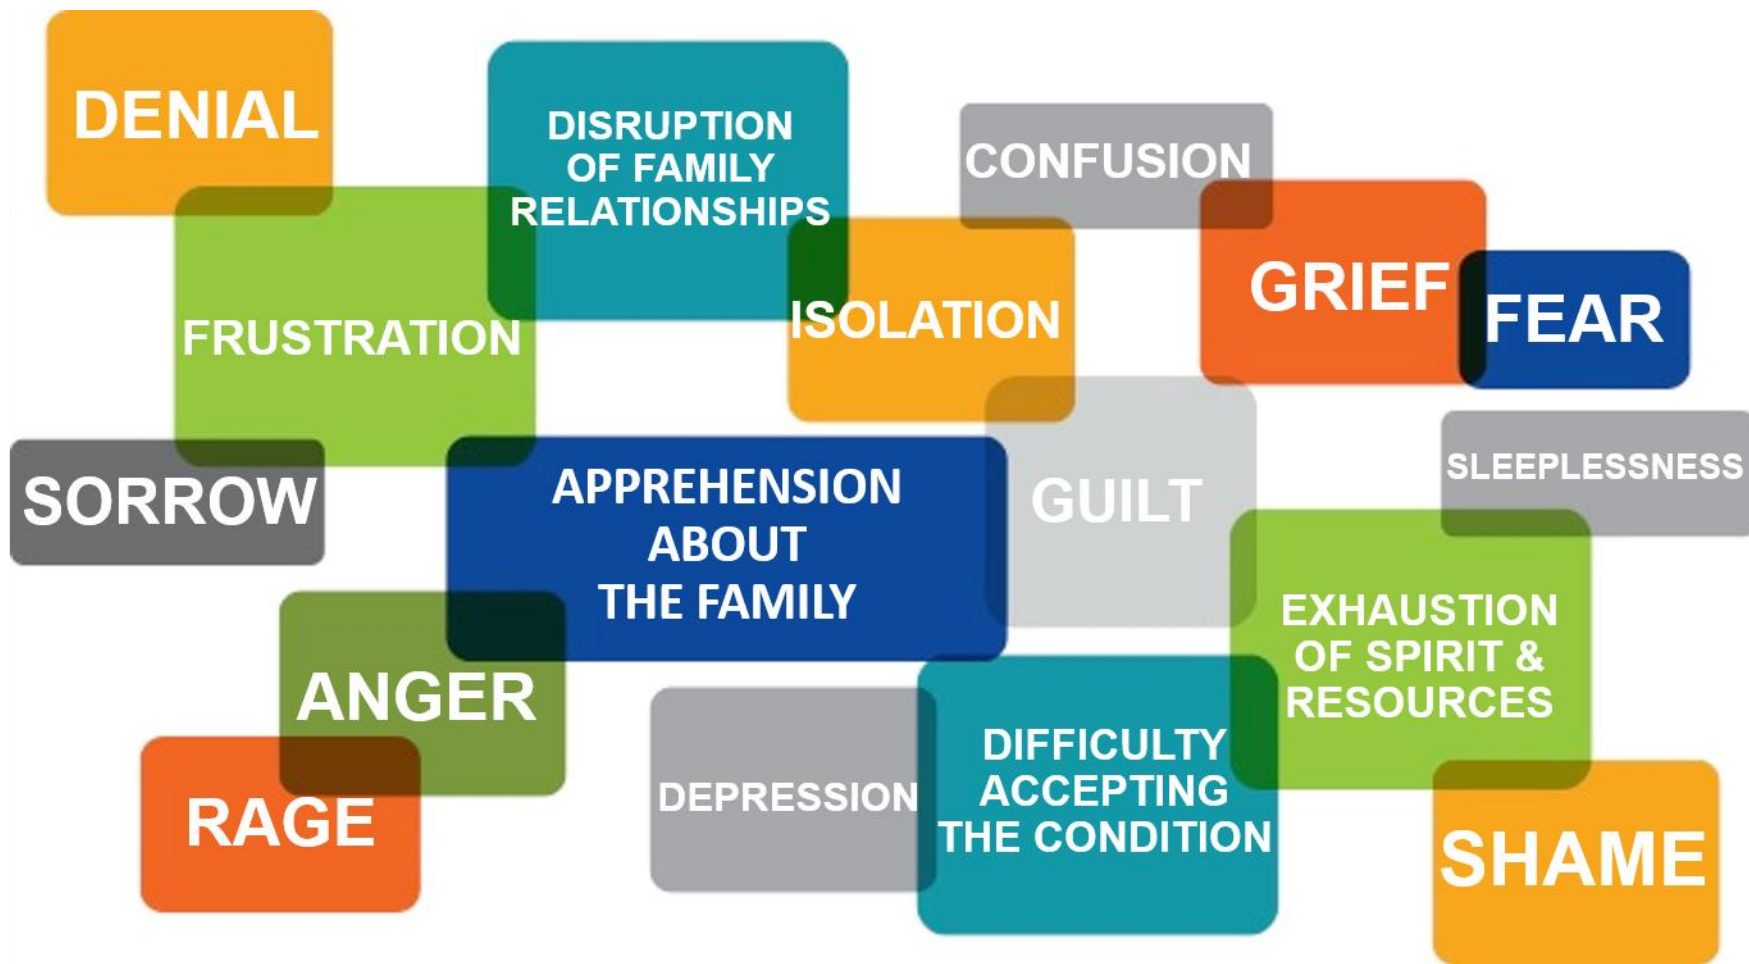 DENIAL
DISRUPTION
OF FAMILY
RELATIONSHIPS
CONFUSION
GRIEF
FEAR
FRUSTRATION
ISOLATION
SORROW
APPREHENSION
ABOUT
THE FAMILY
GUILT
SLEEPLESSNESS
ANGER
EXHAUSTION
OF SPIRIT &
RESOURCES
RAGE
DEPRESSION
DIFFICULTY
ACCEPTING
THE CONDITION
SHAME